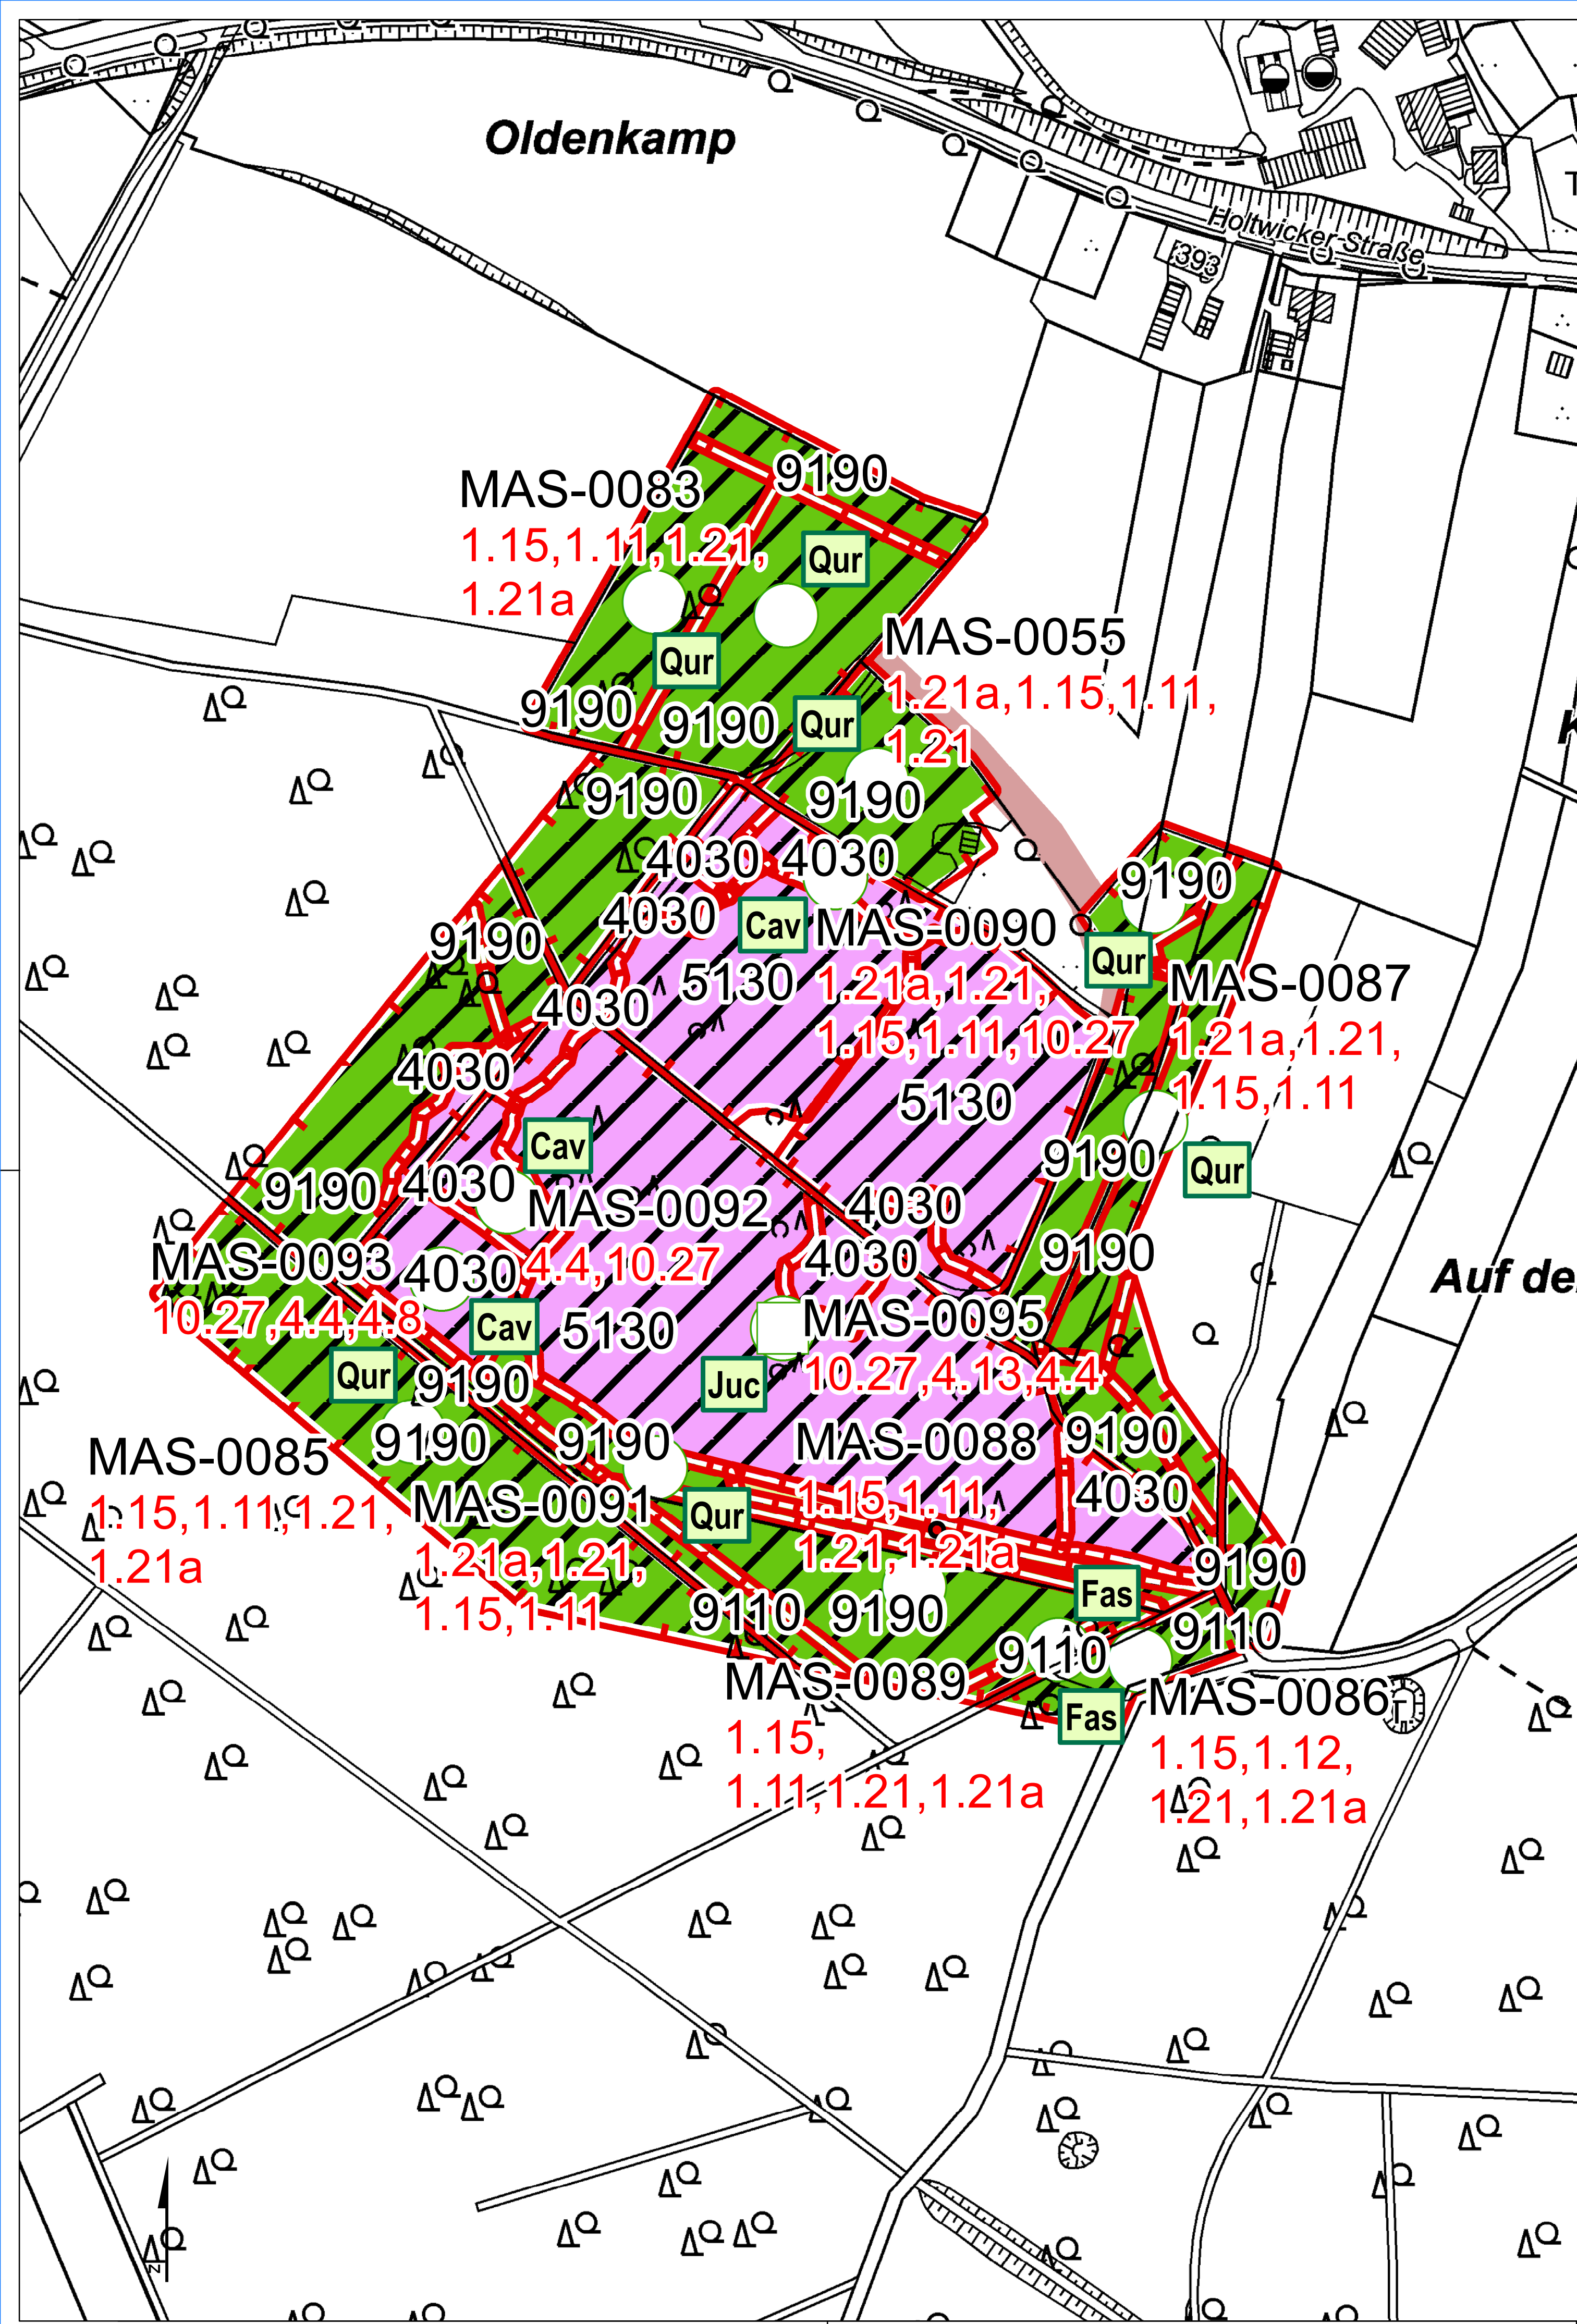 Oldenkamp
Holtwicker Straße
393
T
K
9190
MAS-0083
1.15,1.11,1.21,
1.21a
Qur
Qur
MAS-0055
1.21a,1.15,1.11,
1.21
9190
9190
Qur
9190
9190
4030
4030
9190
4030
Cav
MAS-0090
1.21a,1.21,
1.15,1.11,10.27
9190
Qur
MAS-0087
1.21a,1.21,
1.15,1.11
5130
4030
4030
5130
Cav
9190
Qur
9190
4030
MAS-0092
4.4,10.27
4030
4030
9190
MAS-0093
10.27,4.4,4.8
4030
Auf de
Cav
5130
MAS-0095
10.27,4.13,4.4
Qur
9190
Juc
9190
9190
MAS-0088
1.15,1.11,
1.21,1.21a
9190
4030
MAS-0085
1.15,1.11,1.21,
1.21a
MAS-0091
1.21a,1.21,
1.15,1.11
Qur
9190
Fas
9110
9190
9110
9110
MAS-0089
1.15,
1.11,1.21,1.21a
Fas
MAS-0086
1.15,1.12,
1.21,1.21a
N